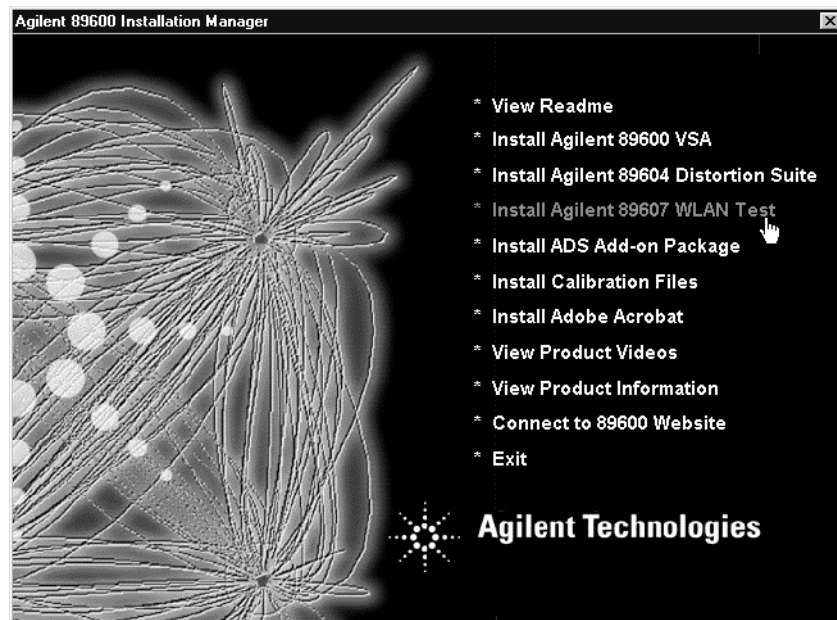 Agilent 89600 Installation Manager
* View Readme
* Install Agilent 89600 VSA
* Install Agilent 89604 Distortion Suite
* Install Agilent 89607 WLAN Test
* Install ADS Add-on Package
* Install Calibration Files
* Install Adobe Acrobat
* View Product Videos
* View Product Information
* Connect to 89600 Website
* Exit
Agilent Technologies